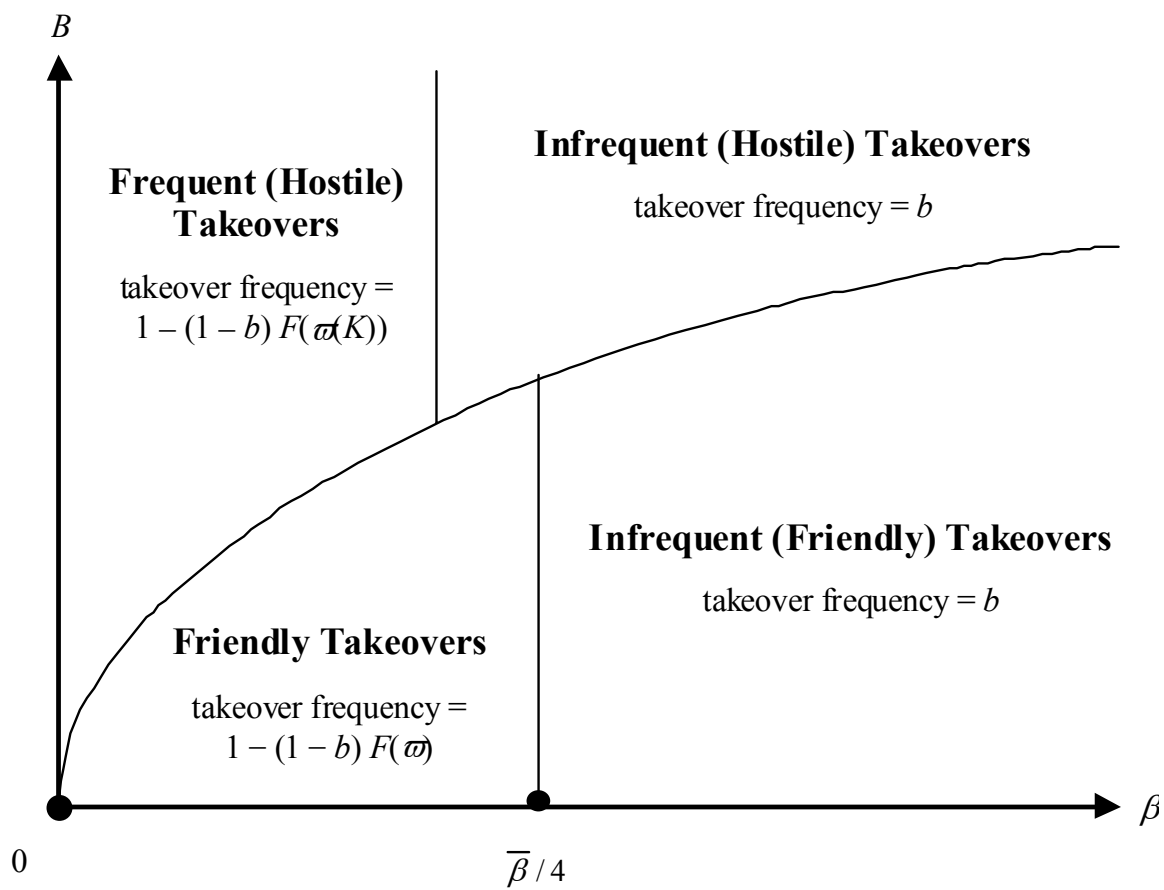 B
Infrequent (Hostile) Takeovers
takeover frequency = b
Frequent (Hostile)
Takeovers
takeover frequency =
1 – (1 – b) F(ϖ(K))
Infrequent (Friendly) Takeovers
takeover frequency = b
Friendly Takeovers
takeover frequency =
1 – (1 – b) F(ϖ)
β
0
β̅ / 4